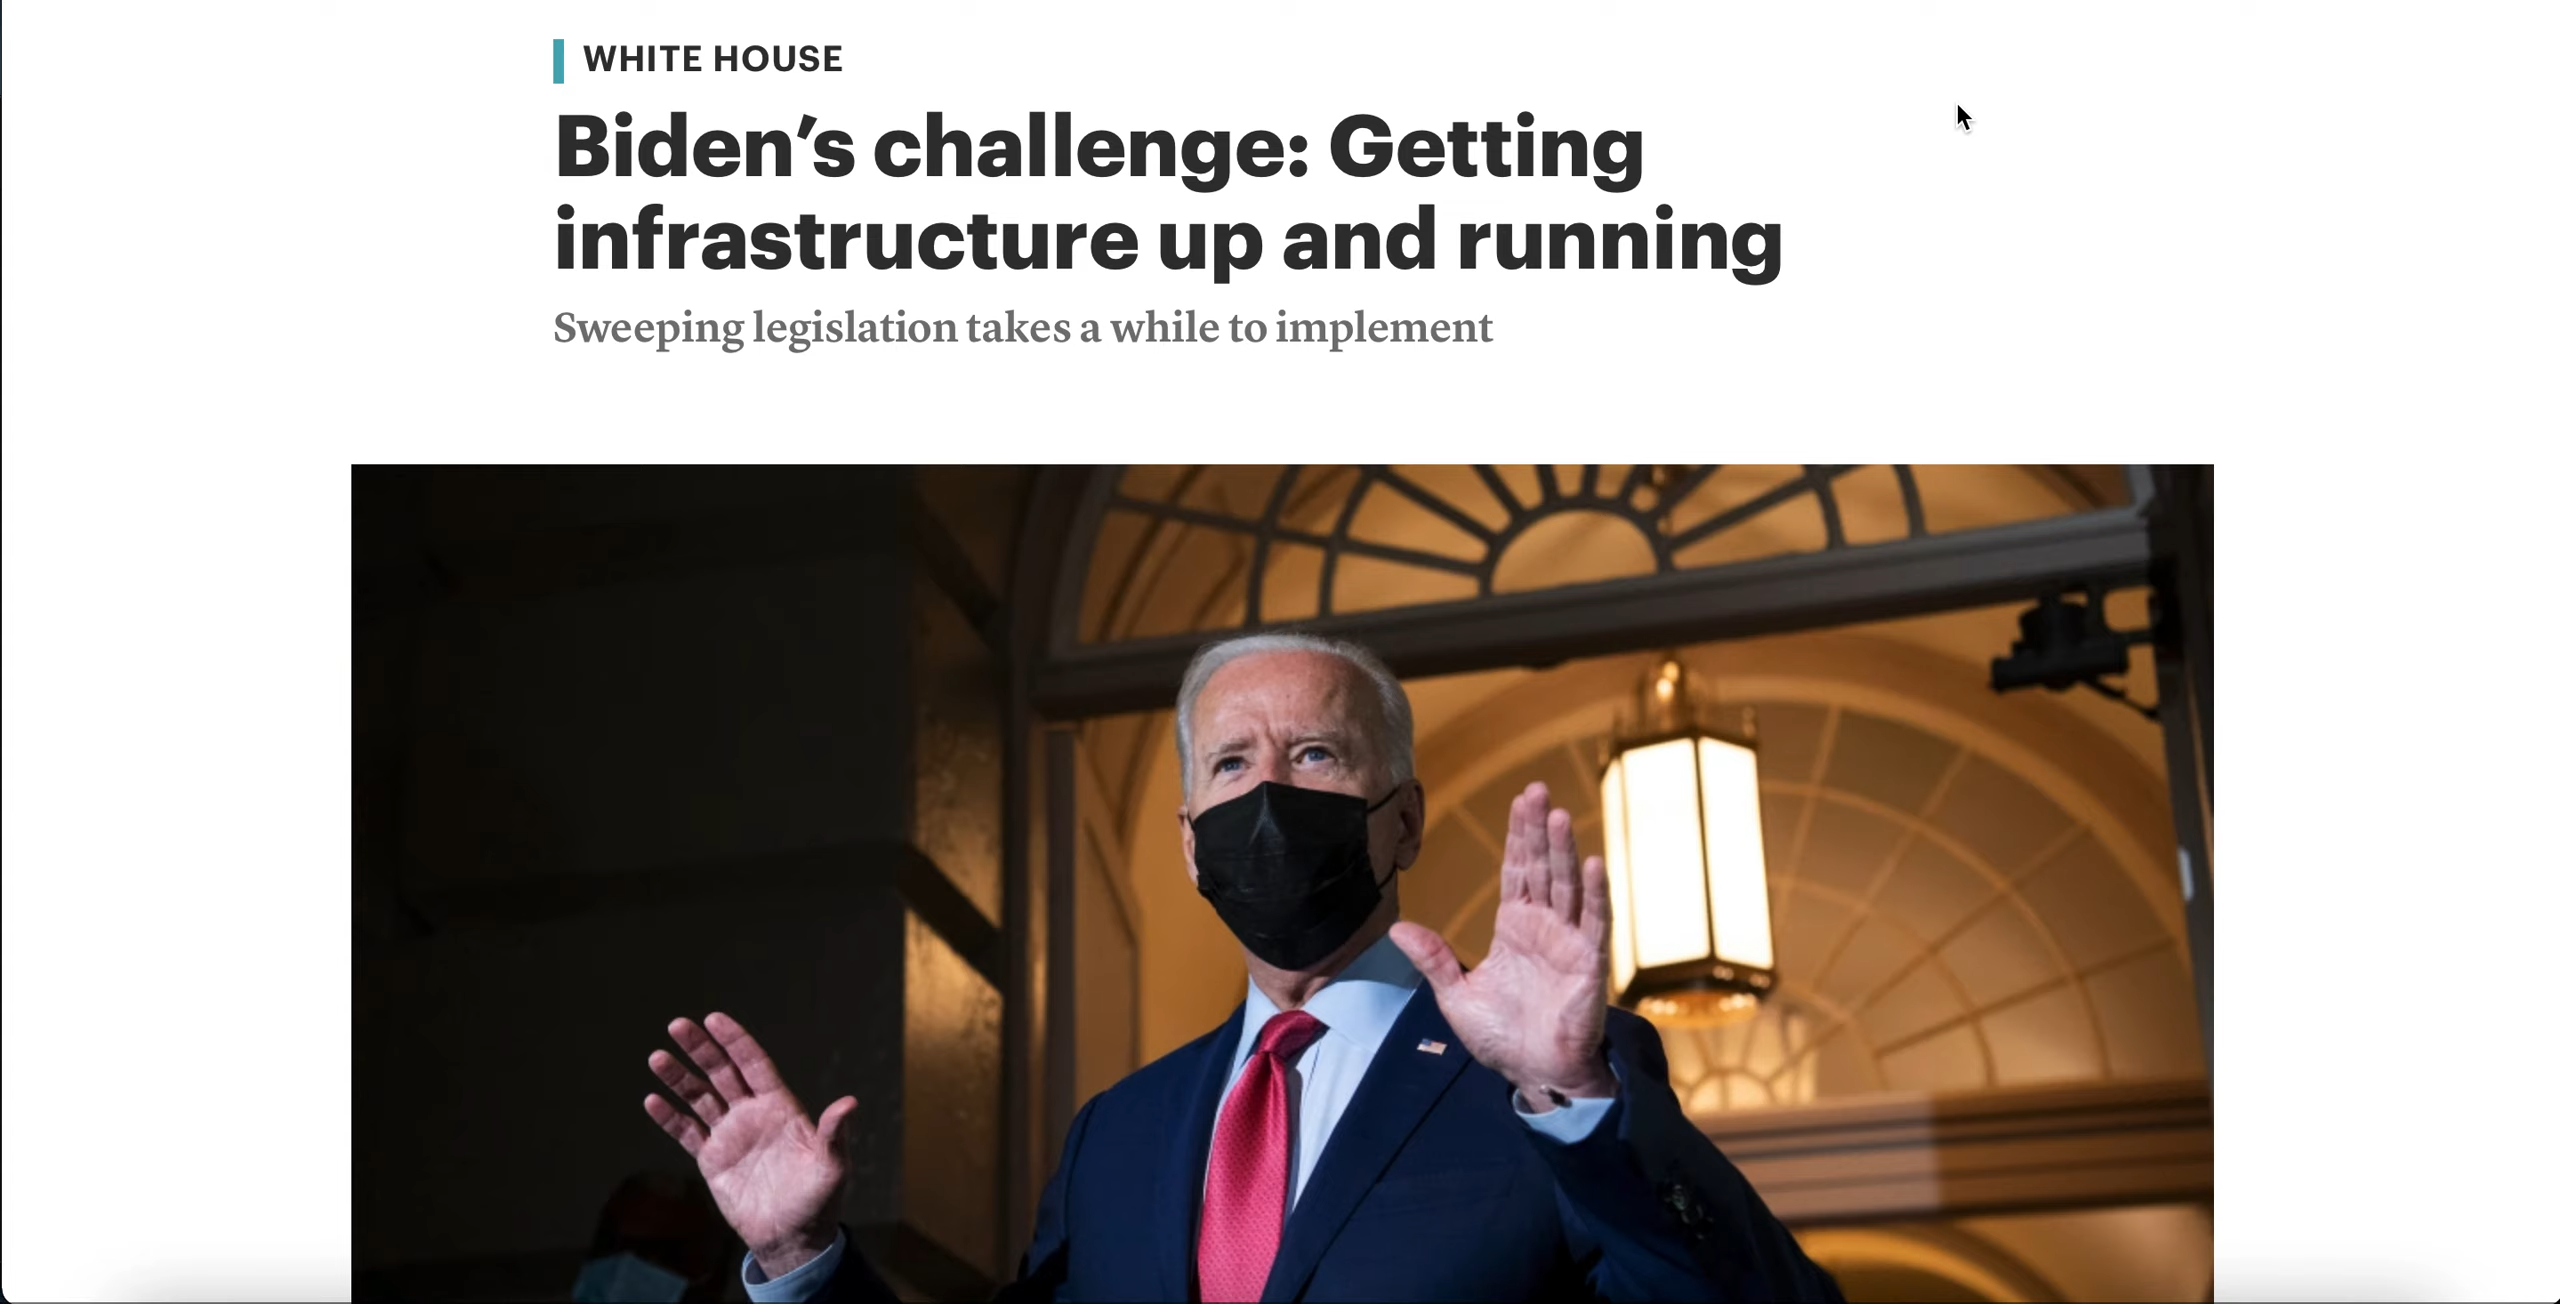 WHITE HOUSE
Biden’s challenge: Getting
infrastructure up and running
Sweeping legislation takes a while to implement